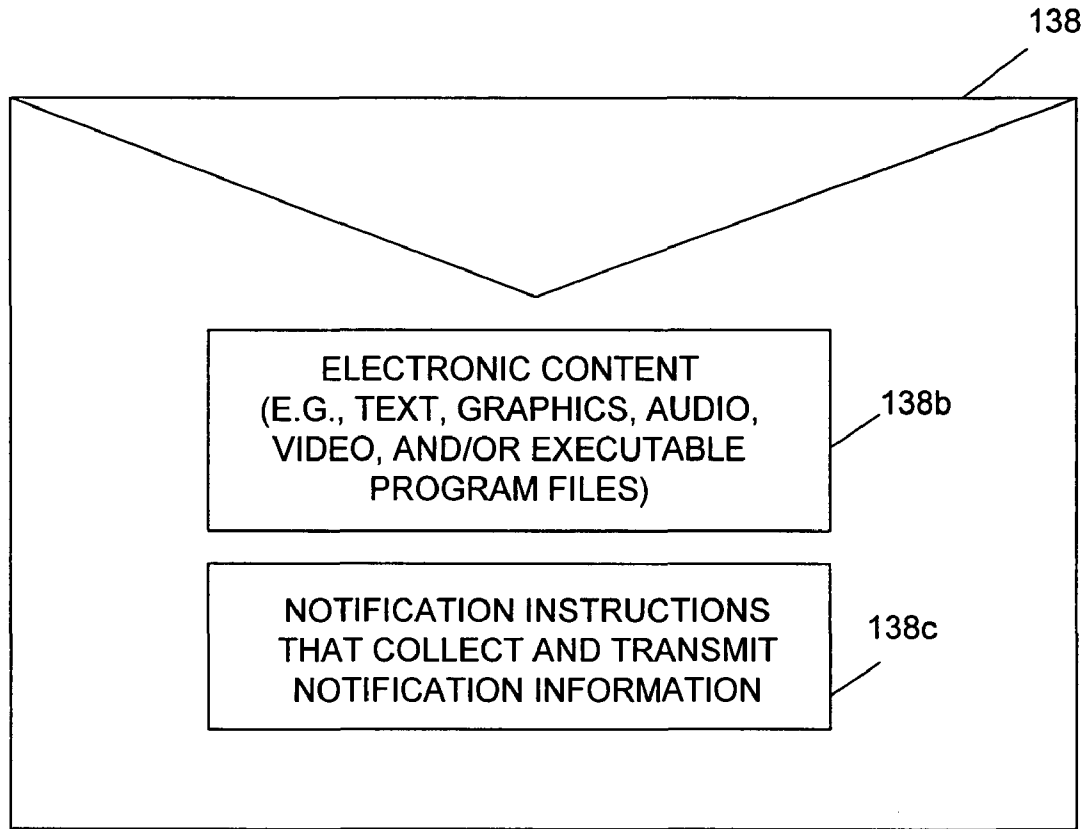 138
ELECTRONIC CONTENT
(E.G., TEXT, GRAPHICS, AUDIO,
VIDEO, AND/OR EXECUTABLE
PROGRAM FILES)
138b
NOTIFICATION INSTRUCTIONS
THAT COLLECT AND TRANSMIT
NOTIFICATION INFORMATION
138c